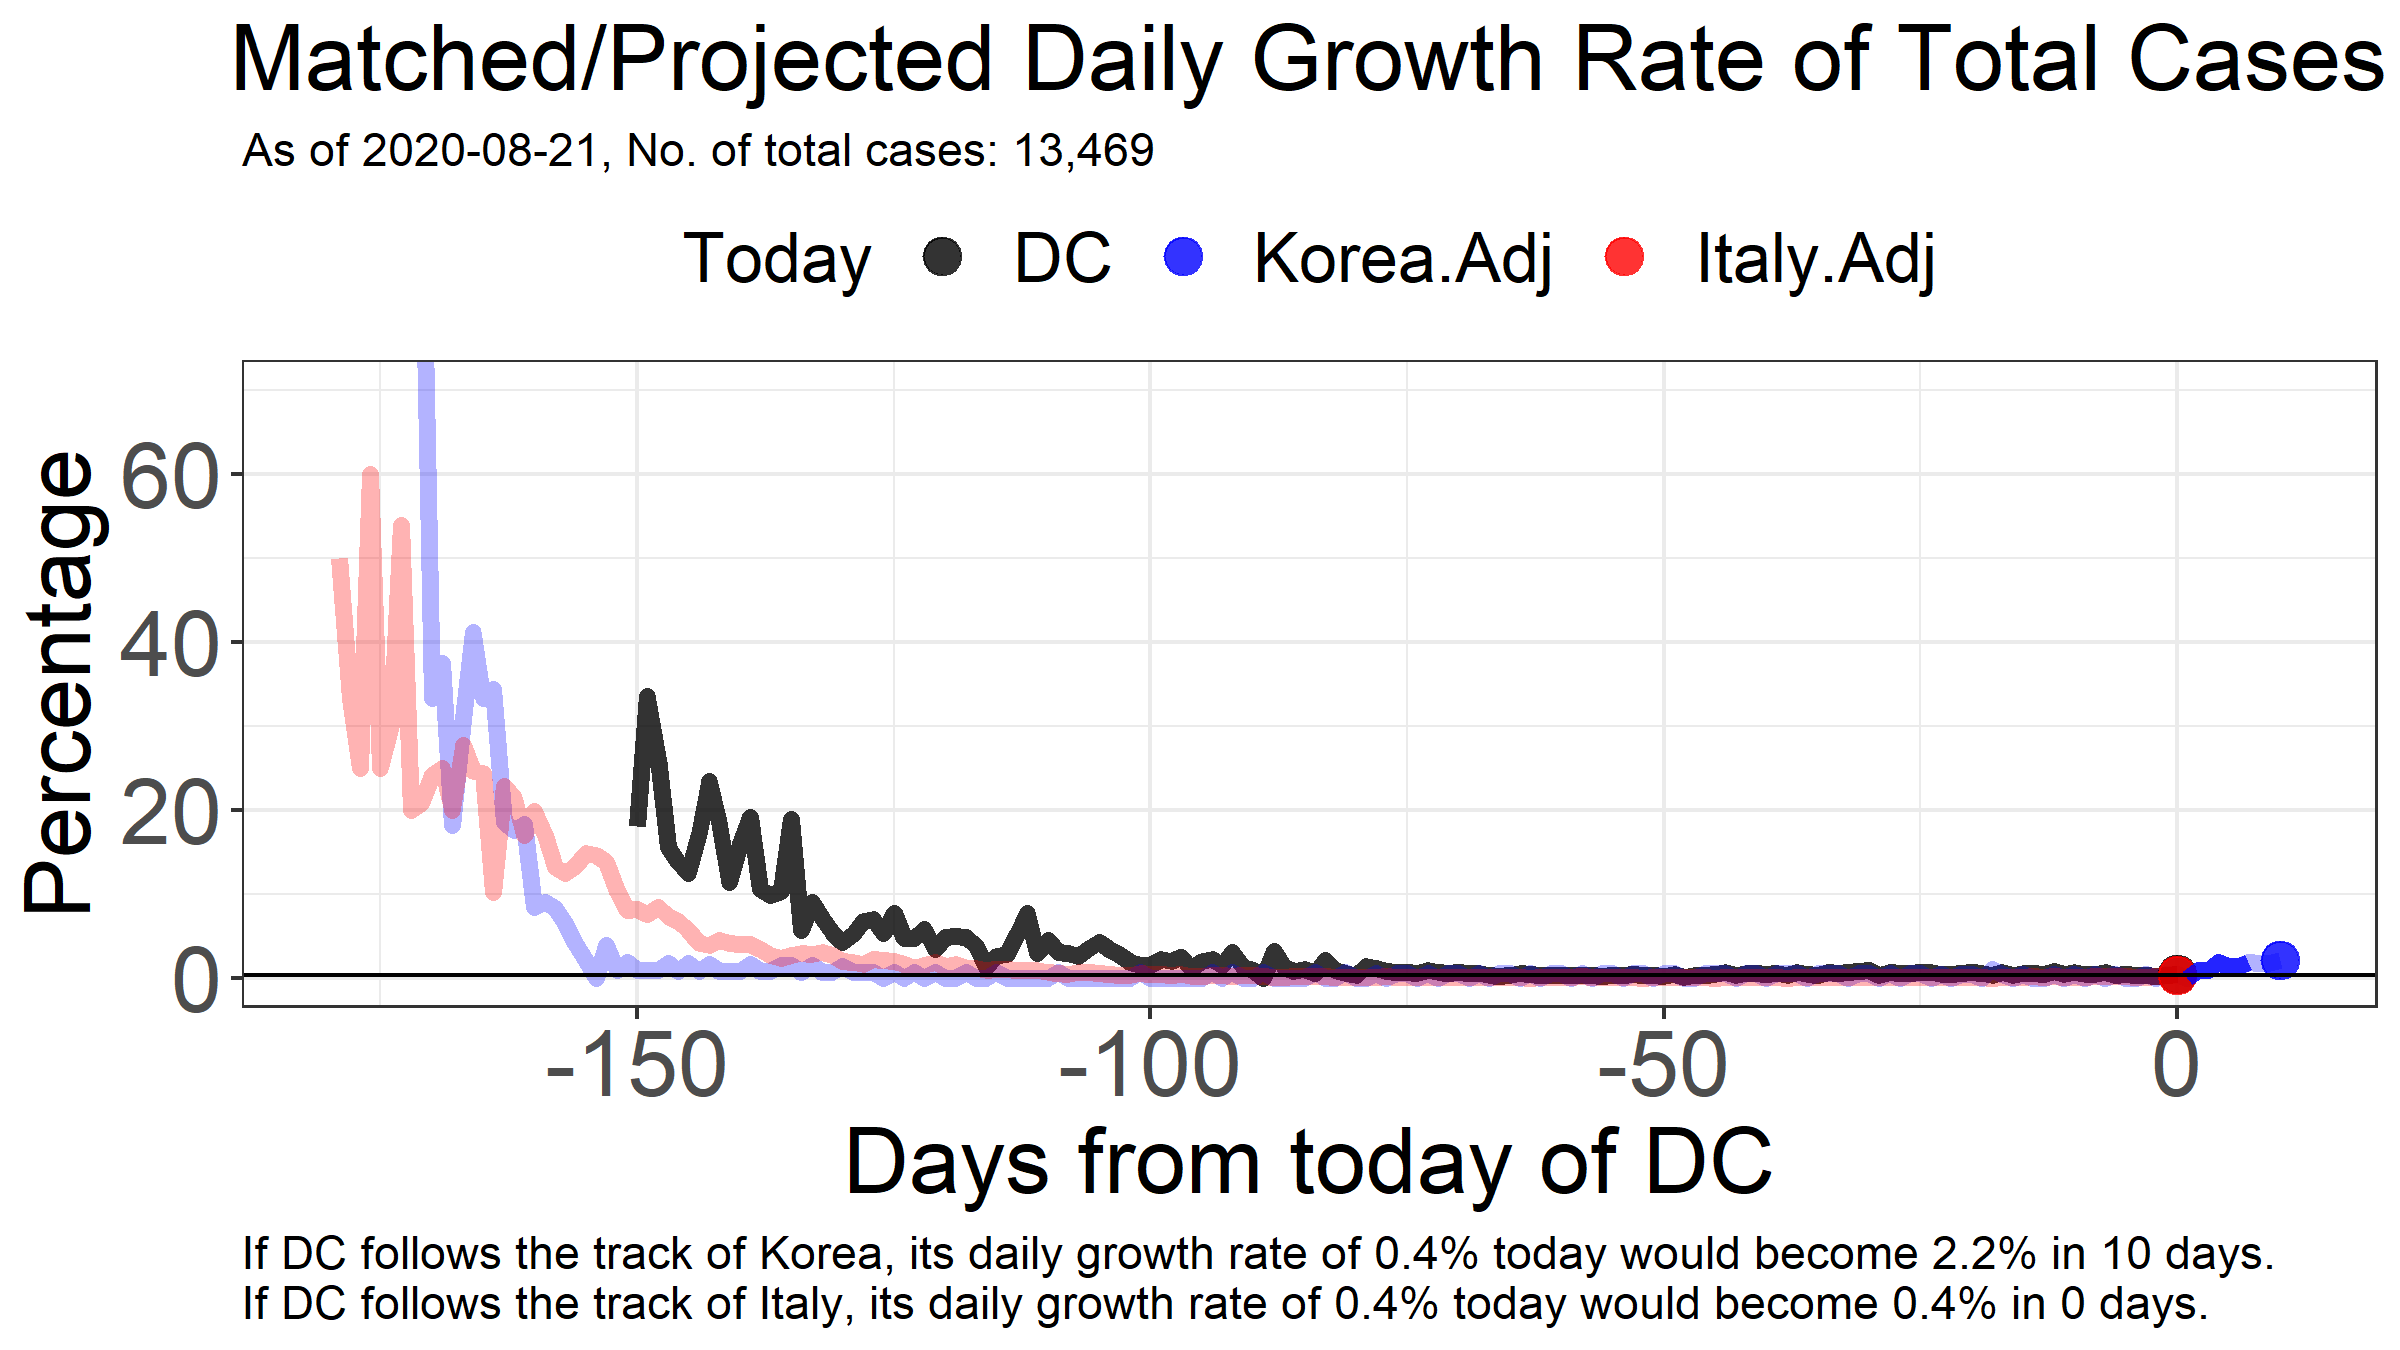 Matched/Projected Daily Growth Rate of Total Cases
As of 2020-08-21, No. of total cases: 13,469
Today DC Korea.Adj Italy.Adj
Percentage
60
40
20
0
-150 -100 -50 0
Days from today of DC
If DC follows the track of Korea, its daily growth rate of 0.4% today would become 2.2% in 10 days.
If DC follows the track of Italy, its daily growth rate of 0.4% today would become 0.4% in 0 days.